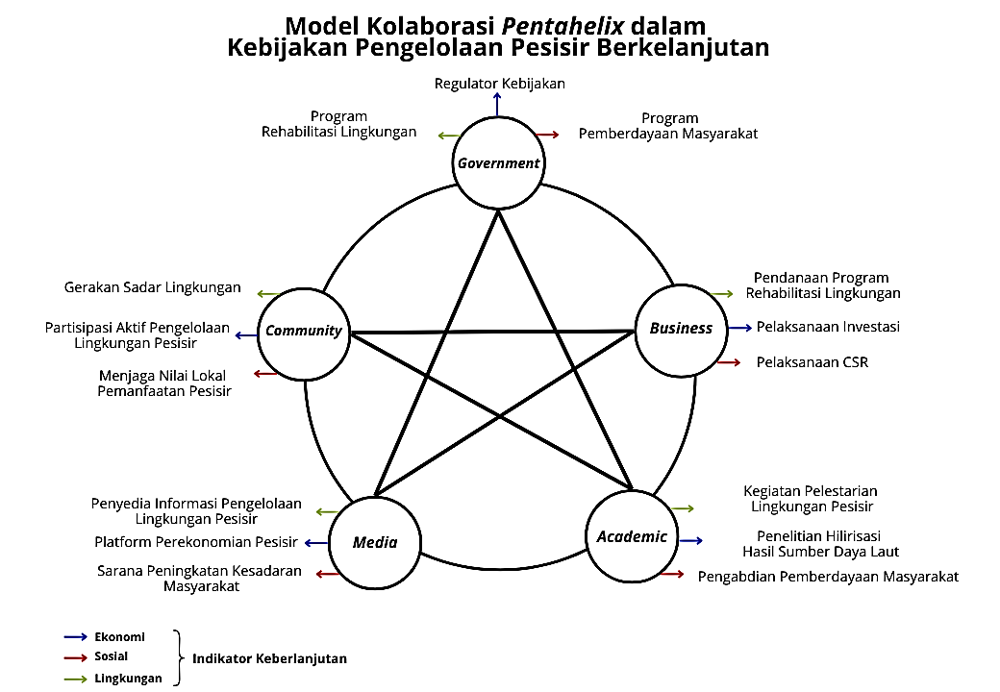 Model Kolaborasi Pentahelix dalam
Kebijakan Pengelolaan Pesisir Berkelanjutan
Regulator Kebijakan
Program
Rehabilitasi Lingkungan
Program
Pemberdayaan Masyarakat
Government
Gerakan Sadar Lingkungan
Partisipasi Aktif Pengelolaan
Lingkungan Pesisir
Menjaga Nilai Lokal
Pemanfaatan Pesisir
Community
Business
Pendanaan Program
Rehabilitasi Lingkungan
Pelaksanaan Investasi
Pelaksanaan CSR
Penyedia Informasi Pengelolaan
Lingkungan Pesisir
Platform Perekonomian Pesisir
Sarana Peningkatan Kesadaran
Masyarakat
Media
Academic
Kegiatan Pelestarian
Lingkungan Pesisir
Penelitian Hilirisasi
Hasil Sumber Daya Laut
Pengabdian Pemberdayaan Masyarakat
Ekonomi
Sosial
Lingkungan
Indikator Keberlanjutan